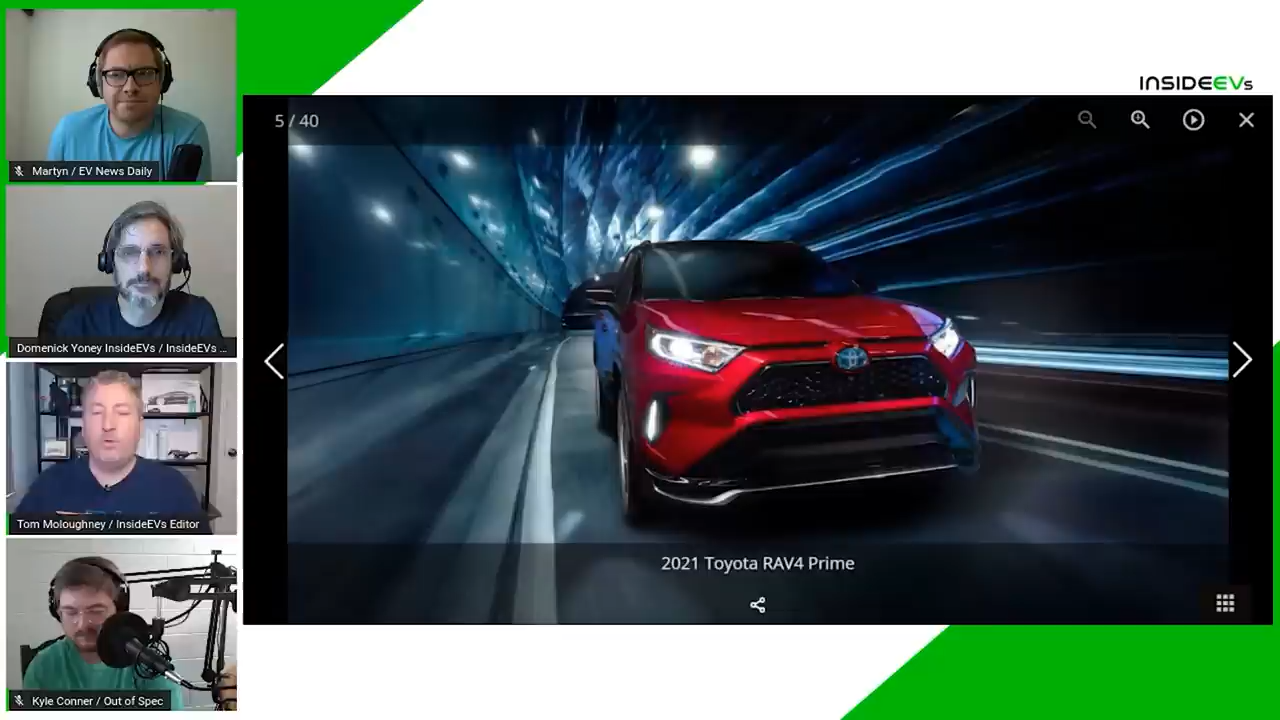 INSIDEEVs
5 / 40
Martyn / EV News Daily
Domenick Yoney InsideEVs / InsideEVs ...
Tom Moloughney / InsideEVs Editor
2021 Toyota RAV4 Prime
Kyle Conner / Out of Spec